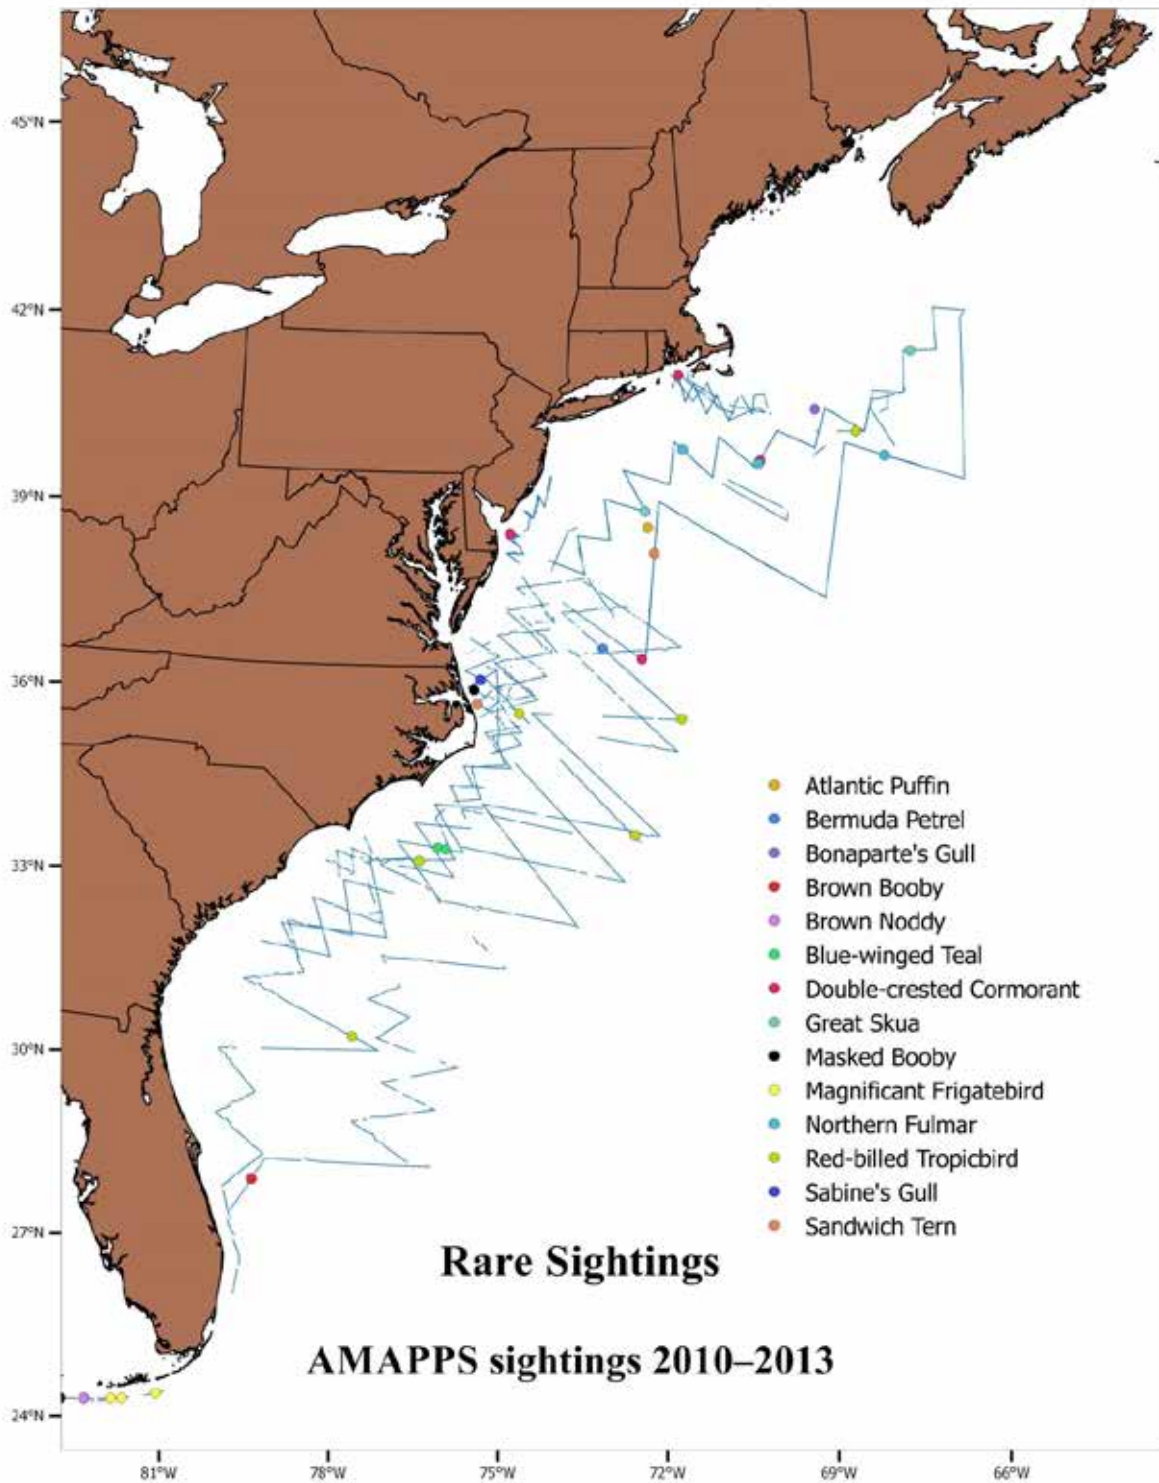 45°N
42°N
39°N
36°N
33°N
30°N
27°N
24°N
Atlantic Puffin
Bermuda Petrel
Bonaparte's Gull
Brown Booby
Brown Noddy
Blue-winged Teal
Double-crested Cormorant
Great Skua
Masked Booby
Magnificant Frigatebird
Northern Fulmar
Red-billed Tropicbird
Sabine's Gull
Sandwich Tern
Rare Sightings
AMAPPS sightings 2010–2013
81°W 78°W 75°W 72°W 69°W 66°W